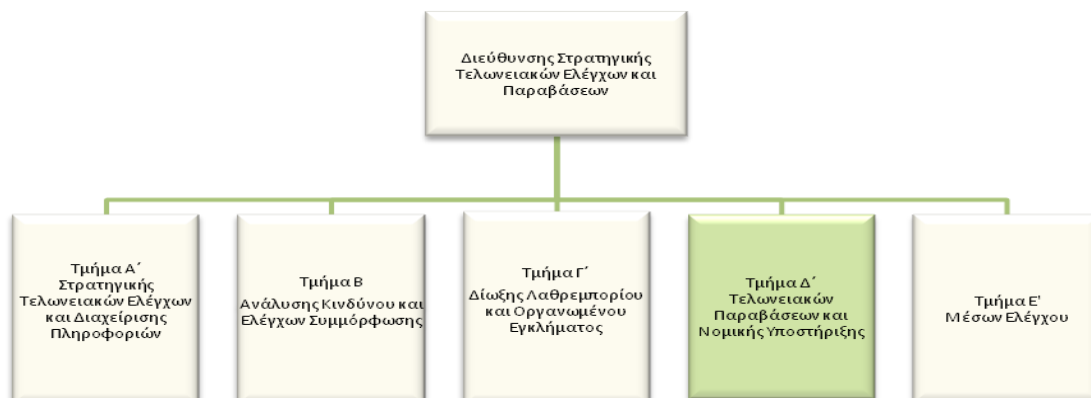 Διεύθυνσης Στρατηγικής
Τελωνειακών Ελέγχων και
Παραβάσεων
Τμήμα Α΄
Στρατηγικής
Τελωνειακών Ελέγχων
και Διαχείρισης
Πληροφοριών
Τμήμα Β
Ανάλυσης Κινδύνου και
Ελέγχων Συμμόρφωσης
Τμήμα Γ΄
Δίωξης Λαθρεμπορίου
και Οργανωμένου
Εγκλήματος
Τμήμα Δ΄
Τελωνειακών
Παραβάσεων και
Νομικής Υποστήριξης
Τμήμα Ε'
Μέσων Ελέγχου